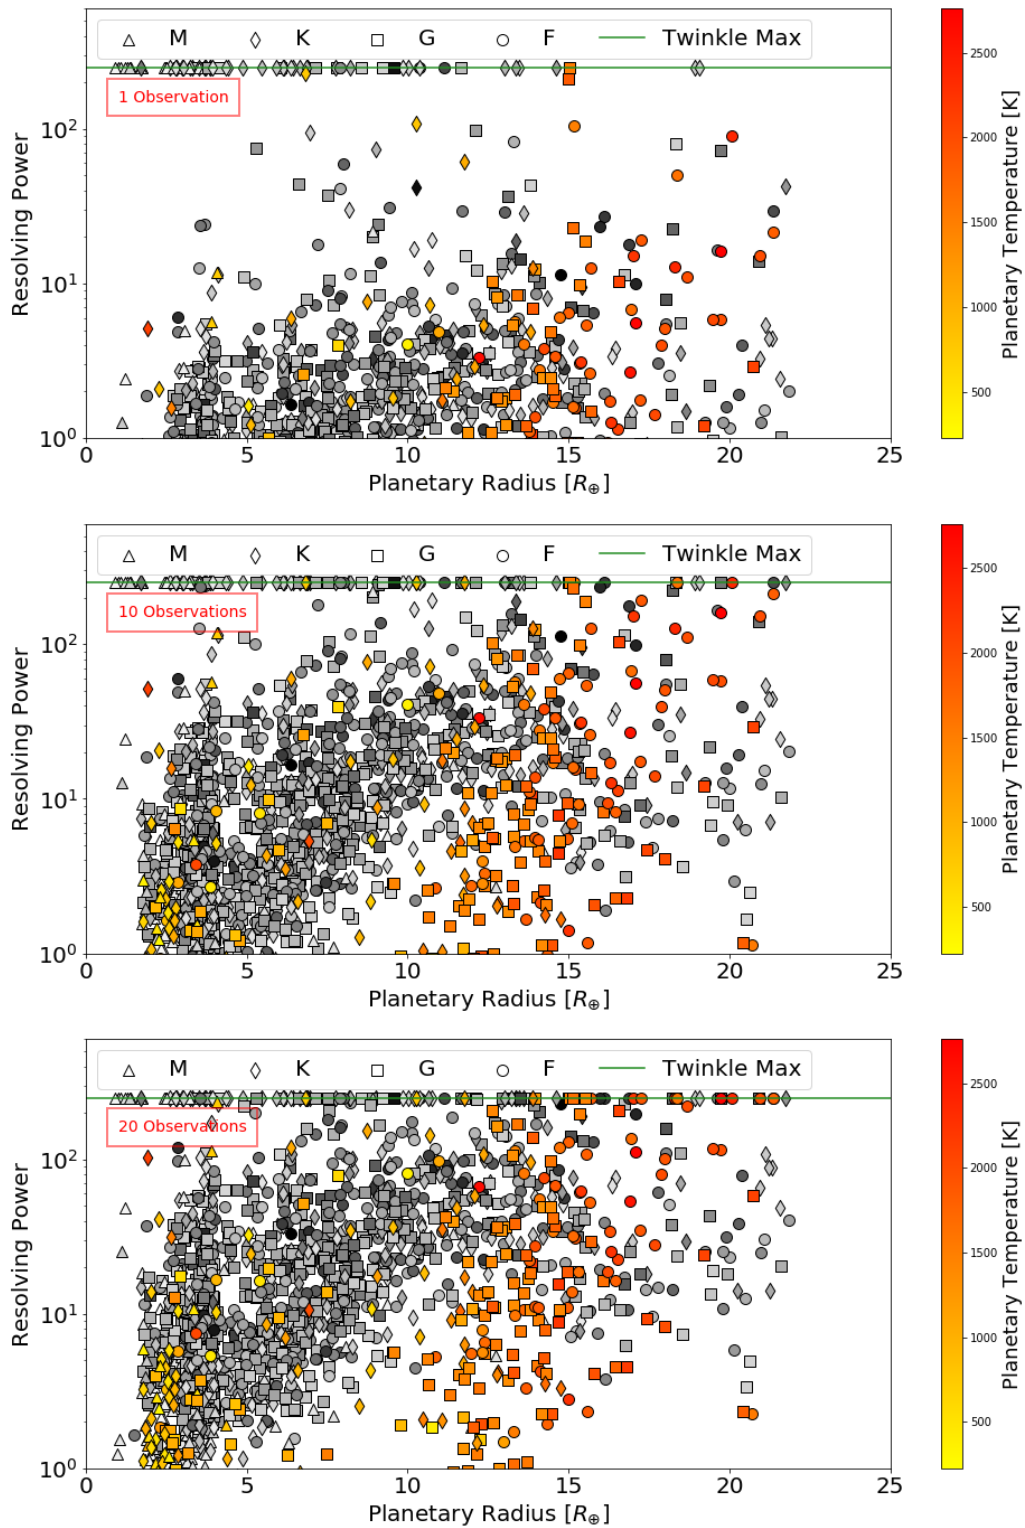 M K G F Twinkle Max
1 Observation
10²
10¹
10⁰
0 5 10 15 20 25
Resolving Power
Planetary Radius [R⊕]
2500
2000
1500
1000
500
Planetary Temperature [K]
M K G F Twinkle Max
10 Observations
10²
10¹
10⁰
0 5 10 15 20 25
Resolving Power
Planetary Radius [R⊕]
2500
2000
1500
1000
500
Planetary Temperature [K]
M K G F Twinkle Max
20 Observations
10²
10¹
10⁰
0 5 10 15 20 25
Resolving Power
Planetary Radius [R⊕]
2500
2000
1500
1000
500
Planetary Temperature [K]